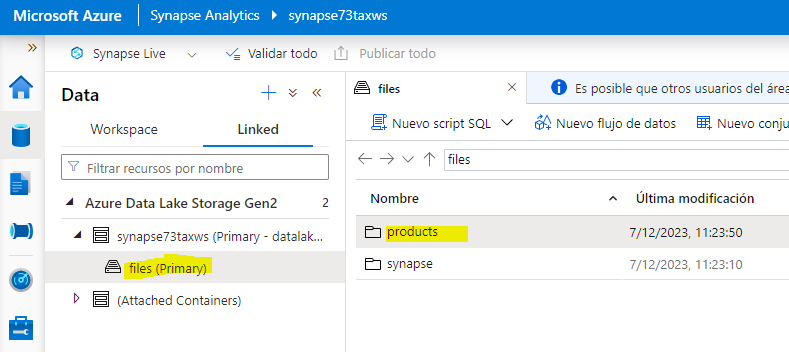 Microsoft Azure Synapse Analytics synapse73taxws
Synapse Live Validar todo Publicar todo
Data
Workspace Linked
Filtrar recursos por nombre
Azure Data Lake Storage Gen2 2
synapse73taxws (Primary - datalak...
files (Primary)
(Attached Containers)
files Es posible que otros usuarios del área
Nuevo script SQL Nuevo flujo de datos Nuevo conju
files
Nombre Última modificación
products 7/12/2023, 11:23:50
synapse 7/12/2023, 11:23:10